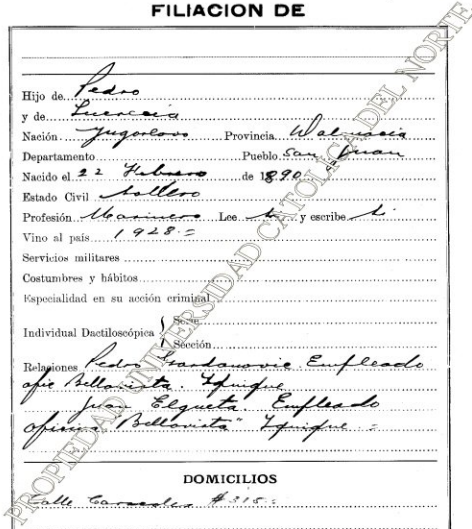 FILIACION DE
Hijo de Pedro
y de Lucrecia
Nación Yugoslavo Provincia Dalmacia
Departamento Pueblo San Juan
Nacido el 22 Febrero de 1890
Estado Civil Soltero
Profesión Marinero Lee Si y escribe Si
Vino al país 1928 =
Servicios militares
Costumbres y hábitos
Especialidad en su acción criminal
Individual Dactiloscópica { Serie
Sección
Relaciones Pedro Empleado
ofic Bellavista. Iquique
Elgueta. Empleado
oficina "Bellavista" Iquique =
DOMICILIOS
Calle Caracoles # 315 =
PROPIEDAD UNIVERSIDAD CATOLICA DEL NORTE